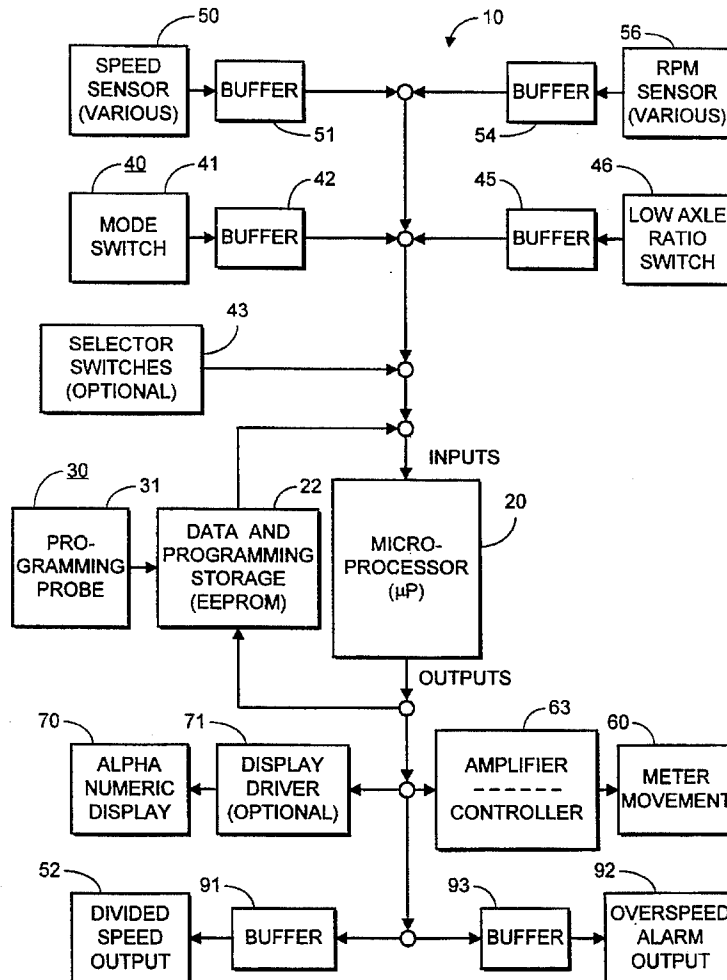 50
10
56
SPEED
SENSOR
(VARIOUS)
BUFFER
BUFFER
RPM
SENSOR
(VARIOUS)
51
54
40
41
42
45
46
MODE
SWITCH
BUFFER
BUFFER
LOW AXLE
RATIO
SWITCH
43
SELECTOR
SWITCHES
(OPTIONAL)
INPUTS
30
31
22
20
PRO-
GRAMMING
PROBE
DATA AND
PROGRAMMING
STORAGE
(EEPROM)
MICRO-
PROCESSOR
(µP)
OUTPUTS
70
71
63
60
ALPHA
NUMERIC
DISPLAY
DISPLAY
DRIVER
(OPTIONAL)
AMPLIFIER
CONTROLLER
METER
MOVEMENT
52
91
93
92
DIVIDED
SPEED
OUTPUT
BUFFER
BUFFER
OVERSPEED
ALARM
OUTPUT